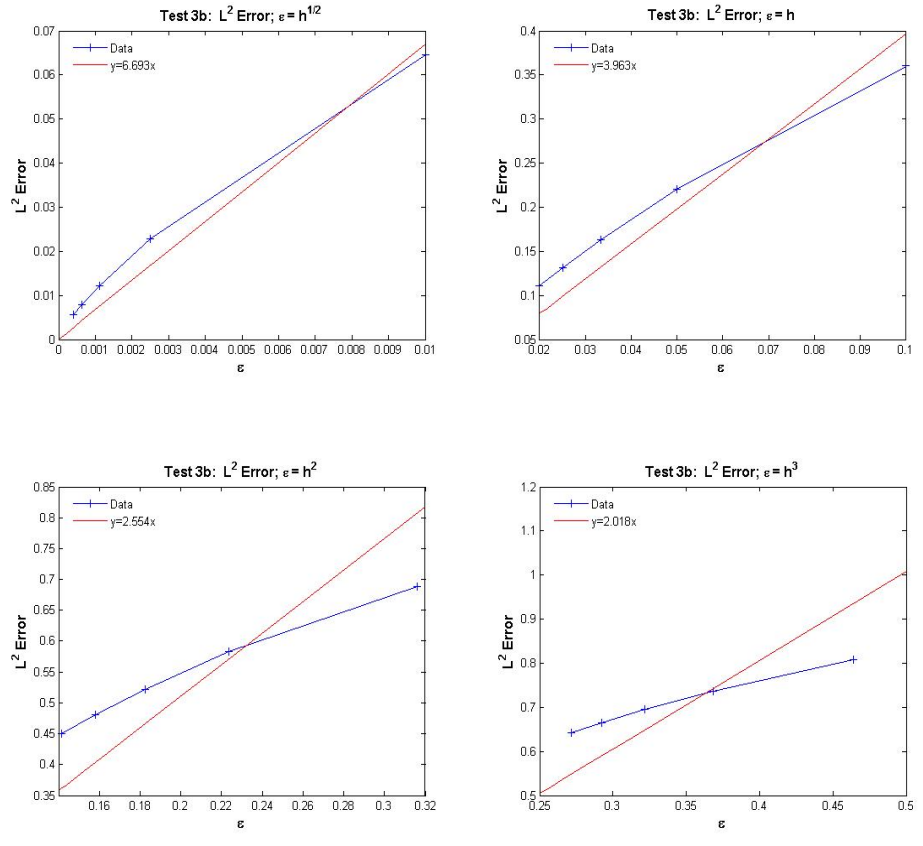 Test 3b: L² Error; ε = h^{1/2}
Data
y=6.693x
0.07
0.06
0.05
0.04
0.03
0.02
0.01
0
L² Error
0 0.001 0.002 0.003 0.004 0.005 0.006 0.007 0.008 0.009 0.01
ε
Test 3b: L² Error; ε = h
Data
y=3.963x
0.4
0.35
0.3
0.25
0.2
0.15
0.1
0.05
L² Error
0.02 0.03 0.04 0.05 0.06 0.07 0.08 0.09 0.1
ε
Test 3b: L² Error; ε = h²
Data
y=2.554x
0.85
0.8
0.75
0.7
0.65
0.6
0.55
0.5
0.45
0.4
0.35
L² Error
0.16 0.18 0.2 0.22 0.24 0.26 0.28 0.3 0.32
ε
Test 3b: L² Error; ε = h³
Data
y=2.018x
1.2
1.1
1
0.9
0.8
0.7
0.6
0.5
L² Error
0.25 0.3 0.35 0.4 0.45 0.5
ε